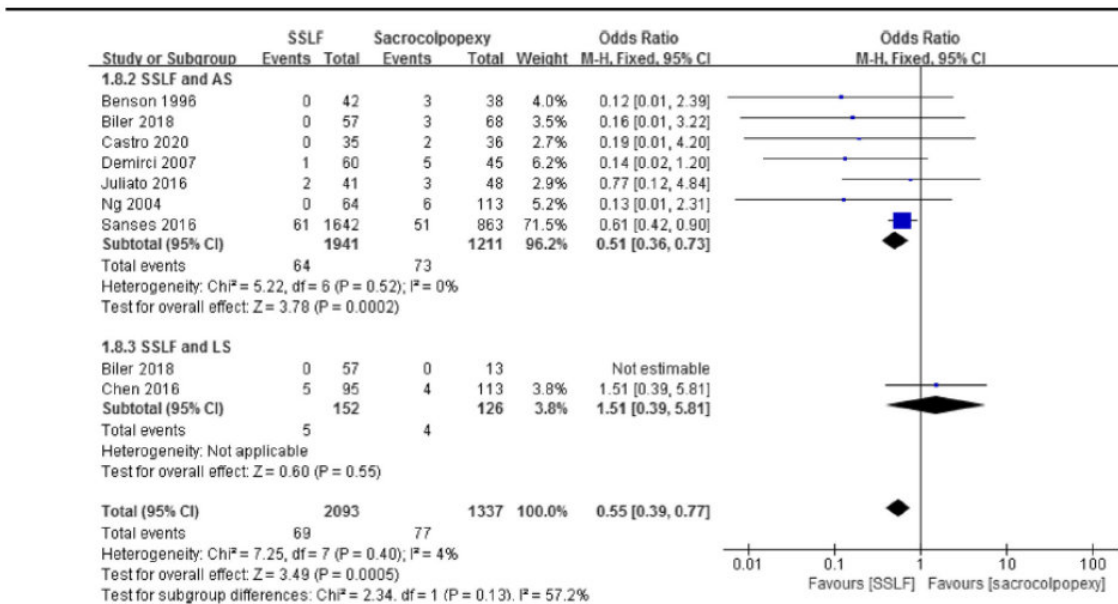 SSLF Sacrocolpopexy Odds Ratio Odds Ratio
Study or Subgroup Events Total Events Total Weight M-H, Fixed, 95% CI M-H, Fixed, 95% CI
1.8.2 SSLF and AS
Benson 1996 0 42 3 38 4.0% 0.12 [0.01, 2.39]
Biler 2018 0 57 3 68 3.5% 0.16 [0.01, 3.22]
Castro 2020 0 35 2 36 2.7% 0.19 [0.01, 4.20]
Demirci 2007 1 60 5 45 6.2% 0.14 [0.02, 1.20]
Juliato 2016 2 41 3 48 2.9% 0.77 [0.12, 4.84]
Ng 2004 0 64 6 113 5.2% 0.13 [0.01, 2.31]
Sanses 2016 61 1642 51 863 71.5% 0.61 [0.42, 0.90]
Subtotal (95% CI) 1941 1211 96.2% 0.51 [0.36, 0.73]
Total events 64 73
Heterogeneity: Chi² = 5.22, df = 6 (P = 0.52); I² = 0%
Test for overall effect: Z = 3.78 (P = 0.0002)
1.8.3 SSLF and LS
Biler 2018 0 57 0 13 Not estimable
Chen 2016 5 95 4 113 3.8% 1.51 [0.39, 5.81]
Subtotal (95% CI) 152 126 3.8% 1.51 [0.39, 5.81]
Total events 5 4
Heterogeneity: Not applicable
Test for overall effect: Z = 0.60 (P = 0.55)
Total (95% CI) 2093 1337 100.0% 0.55 [0.39, 0.77]
Total events 69 77
Heterogeneity: Chi² = 7.25, df = 7 (P = 0.40); I² = 4%
Test for overall effect: Z = 3.49 (P = 0.0005)
Test for subgroup differences: Chi² = 2.34, df = 1 (P = 0.13), I² = 57.2%
0.01 0.1 1 10 100
Favours [SSLF] Favours [sacrocolpopexy]